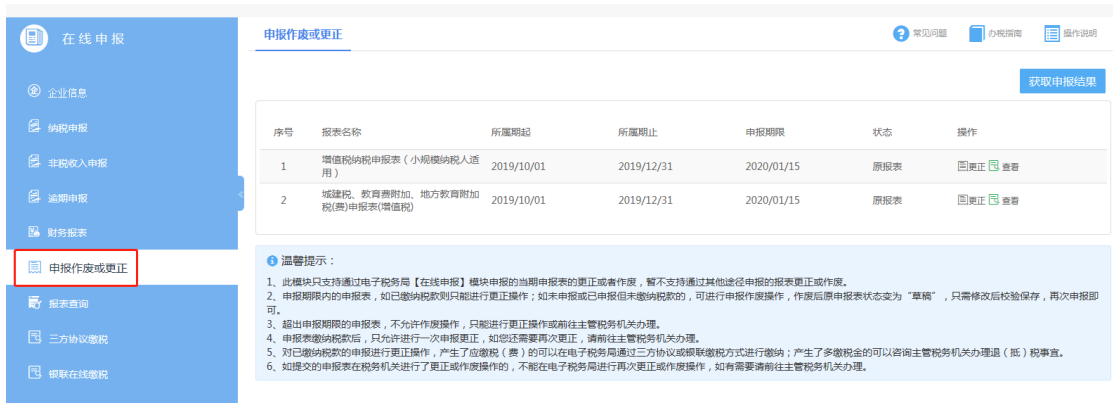 在线申报
申报作废或更正
常见问题
办税指南
操作说明
企业信息
获取申报结果
纳税申报
非税收入申报
逾期申报
财务报表
申报作废或更正
报表查询
三方协议缴税
银联在线缴税
序号 报表名称 所属期起 所属期止 申报期限 状态 操作
1 增值税纳税申报表（小规模纳税人适 2019/10/01 2019/12/31 2020/01/15 原报表 更正 查看
用）
2 城建税、教育费附加、地方教育附加 2019/10/01 2019/12/31 2020/01/15 原报表 更正 查看
税(费)申报表(增值税)
温馨提示：
1、此模块只支持通过电子税务局【在线申报】模块申报的当期申报表的更正或者作废，暂不支持通过其他途径申报的报表更正或作废。
2、申报期限内的申报表，如已缴纳税款则只能进行更正操作；如未申报或已申报但未缴纳税款的，可进行申报作废操作，作废后原申报表状态变为“草稿”，只需修改后校验保存，再次申报即
可。
3、超出申报期限的申报表，不允许作废操作，只能进行更正操作或前往主管税务机关办理。
4、申报表缴纳税款后，只允许进行一次申报更正，如您还需要再次更正，请前往主管税务机关办理。
5、对已缴纳税款的申报进行更正操作，产生了应缴税（费）的可以在电子税务局通过三方协议或银联缴税方式进行缴纳；产生了多缴税金的可以咨询主管税务机关办理退（抵）税事宜。
6、如提交的申报表在税务机关进行了更正或作废操作的，不能在电子税务局进行再次更正或作废操作，如有需要请前往主管税务机关办理。